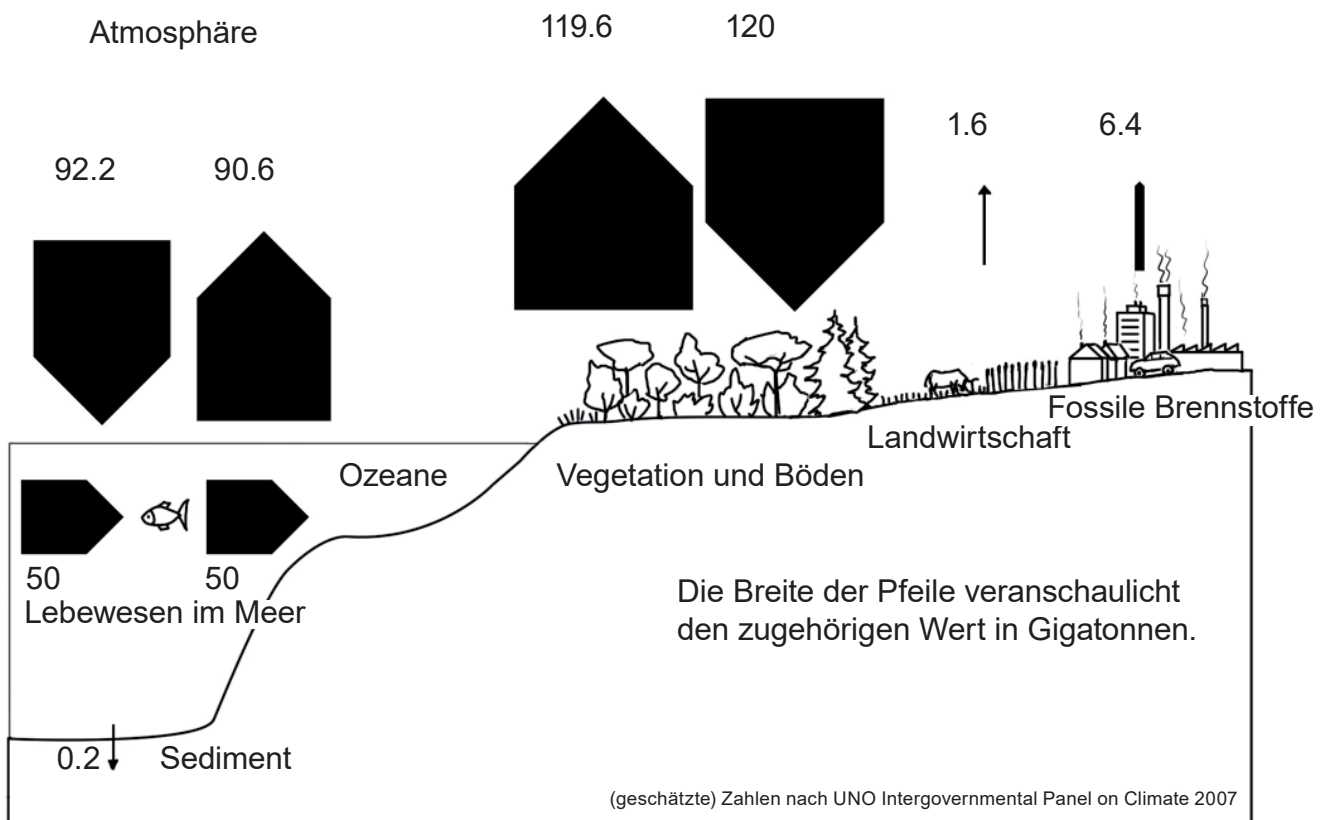 Atmosphäre
119.6
120
1.6
6.4
92.2
90.6
Fossile Brennstoffe
Landwirtschaft
Ozeane
Vegetation und Böden
50
50
Lebewesen im Meer
Die Breite der Pfeile veranschaulicht
den zugehörigen Wert in Gigatonnen.
0.2
Sediment
(geschätzte) Zahlen nach UNO Intergovernmental Panel on Climate 2007